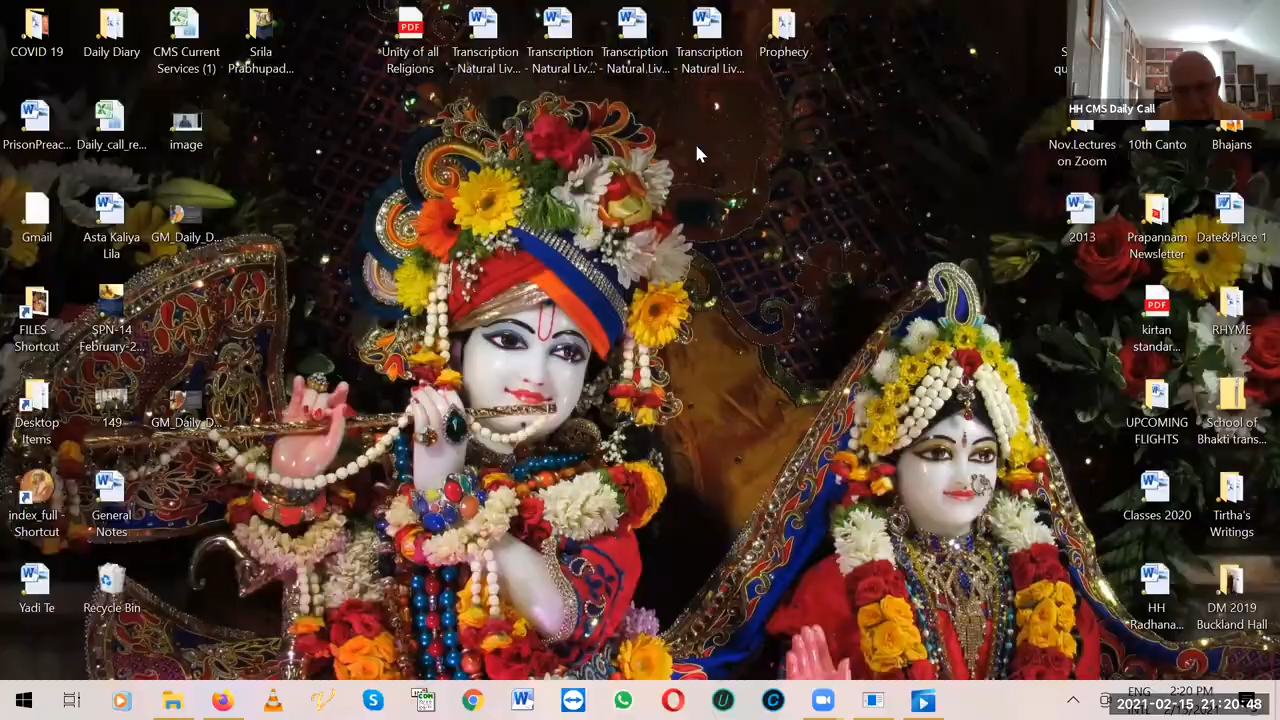 COVID 19
Daily Diary
CMS Current
Services (1)
Srila
Prabhupad...
PDF
Unity of all
Religions
Transcription
Natural Liv...
Transcription
- Natural Liv...
Transcription
- Natural Liv...
Transcription
- Natural Liv...
Prophecy
HH CMS Daily Call
PrisonPreac...
Daily_call_re...
image
Nov.Lectures
on Zoom
10th Canto
Bhajans
Gmail
Asta Kaliya
Lila
GM_Daily_D...
2013
Prapannam
Newsletter
Date&Place 1
FILES -
Shortcut
SPN-14
February-2...
PDF
kirtan
standar...
RHYME
Desktop
Items
149
GM_Daily_D...
UPCOMING
FLIGHTS
School of
Bhakti trans...
index_full -
Shortcut
General
Notes
Classes 2020
Tirtha's
Writings
Yadi Te
Recycle Bin
HH
Radhana...
DM 2019
Buckland Hall
ENG
2:20 PM
2021-02-15 21:20:48